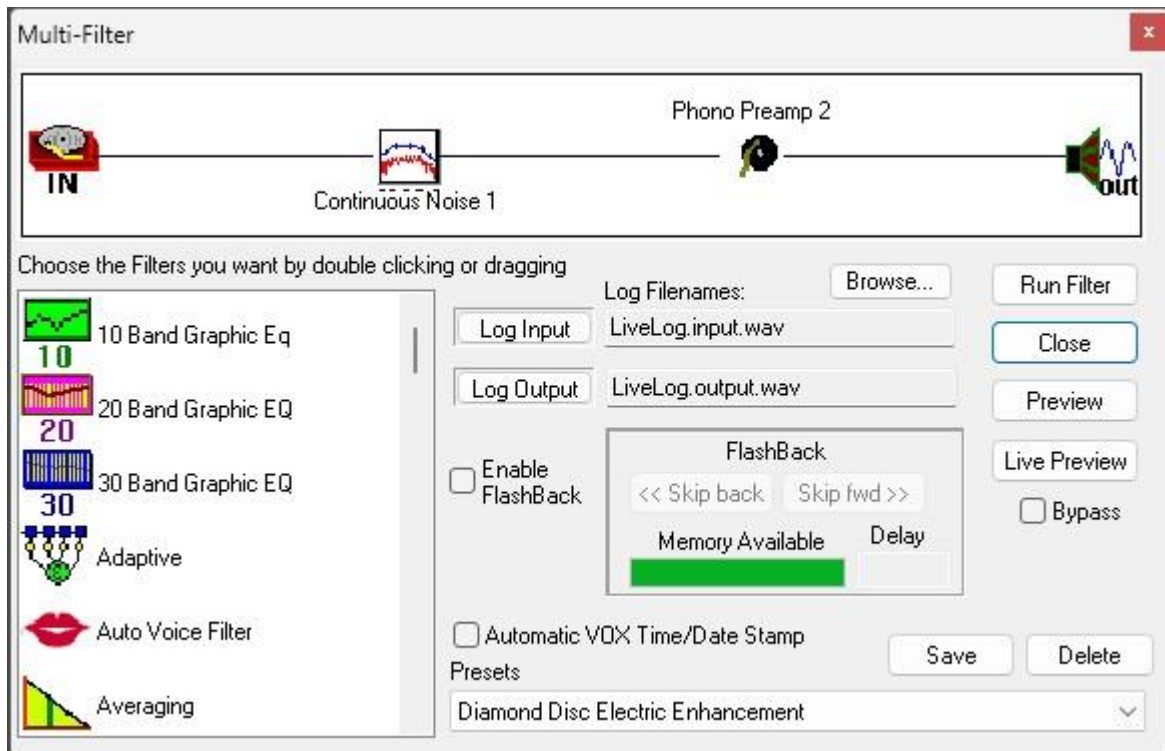 Multi-Filter
x
Phono Preamp 2
IN
out
Continuous Noise 1
Choose the Filters you want by double clicking or dragging
10
10 Band Graphic Eq
20
20 Band Graphic EQ
30
30 Band Graphic EQ
Adaptive
Auto Voice Filter
Averaging
Log Filenames:
Browse...
Log Input
LiveLog.input.wav
Log Output
LiveLog.output.wav
Enable
FlashBack
FlashBack
<< Skip back
Skip fwd >>
Memory Available
Delay
Run Filter
Close
Preview
Live Preview
Bypass
Automatic VOX Time/Date Stamp
Save
Delete
Presets
Diamond Disc Electric Enhancement